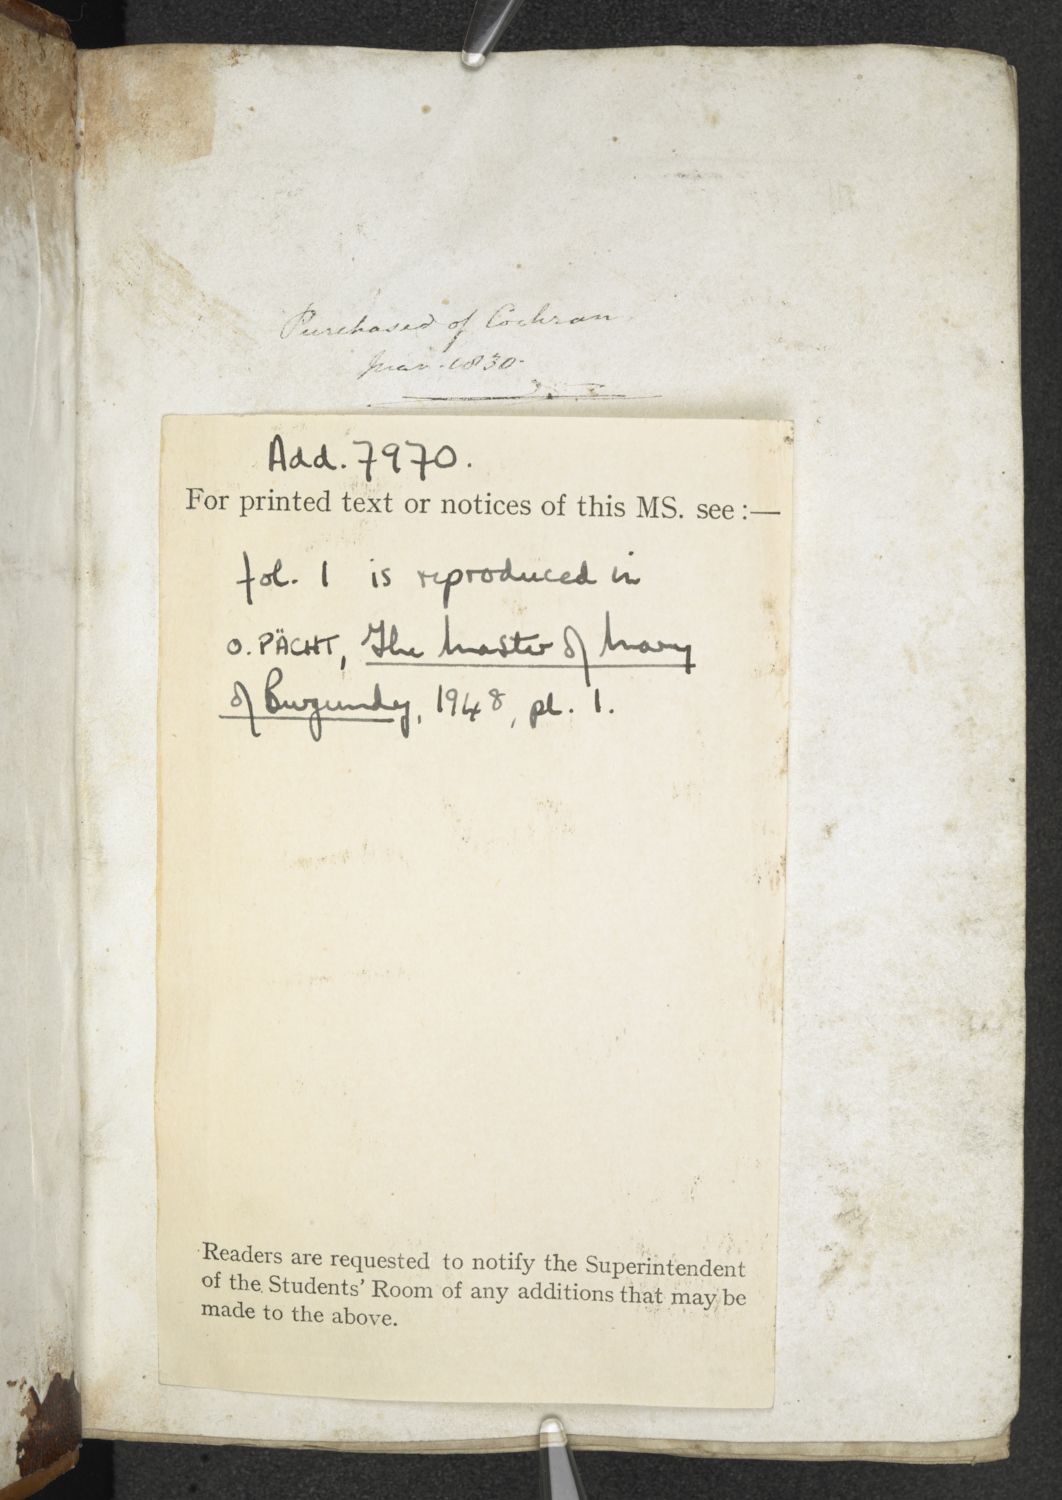 Purchased of Cochran
1830
Add. 7970.
For printed text or notices of this MS. see :—
fol. 1 is reproduced in
O. PÄCHT, The Master of Mary
of Burgundy, 1948, pl. 1.
Readers are requested to notify the Superintendent
of the Students' Room of any additions that may be
made to the above.